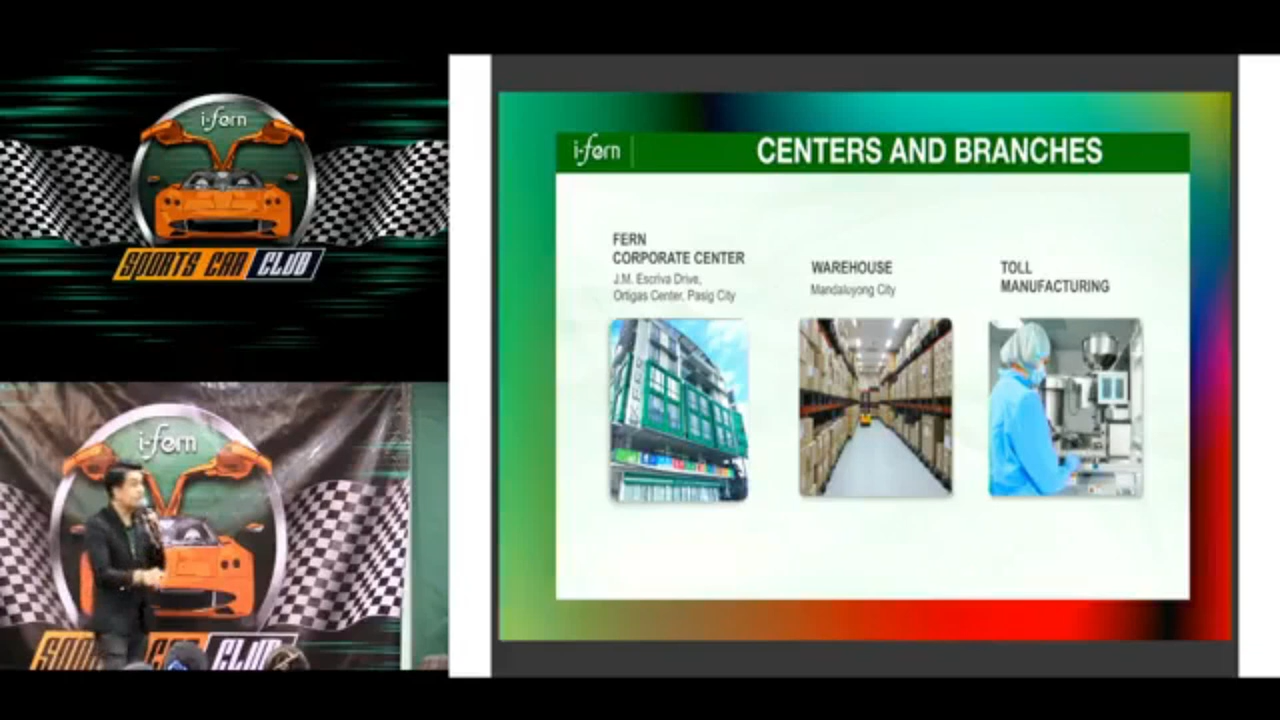 i-fern
SPORTS CAR CLUB
i-fern
CLUB
i-fern
CENTERS AND BRANCHES
FERN
CORPORATE CENTER
J.M. Escriva Drive,
Ortigas Center, Pasig City
WAREHOUSE
Mandaluyong City
TOLL
MANUFACTURING